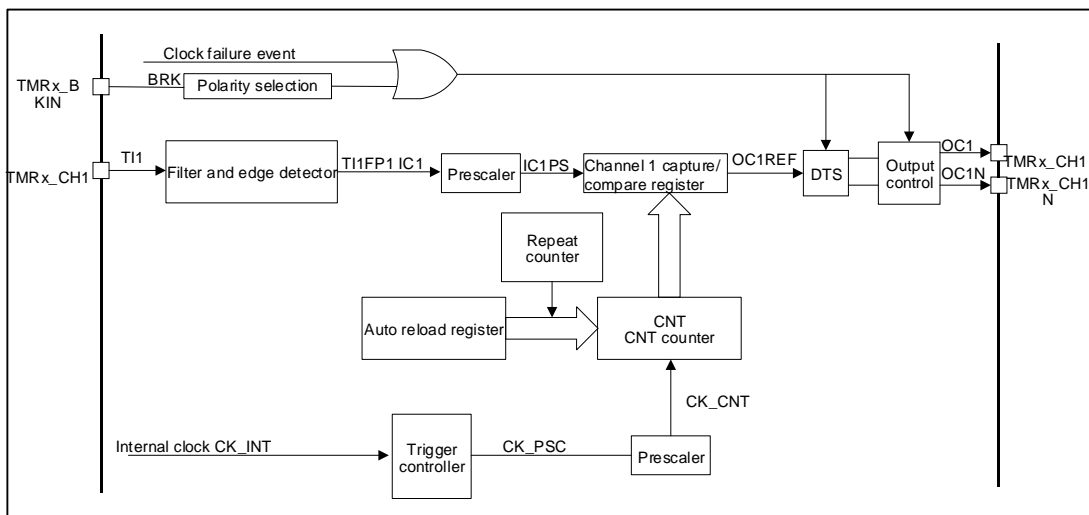 Clock failure event
TMRx_B
KIN
BRK
Polarity selection
TI1
TMRx_CH1
Filter and edge detector
TI1FP1 IC1
Prescaler
IC1PS
Channel 1 capture/
compare register
OC1REF
DTS
Output
control
OC1
OC1N
TMRx_CH1
TMRx_CH1
N
Repeat
counter
Auto reload register
CNT
CNT counter
CK_CNT
Internal clock CK_INT
Trigger
controller
CK_PSC
Prescaler